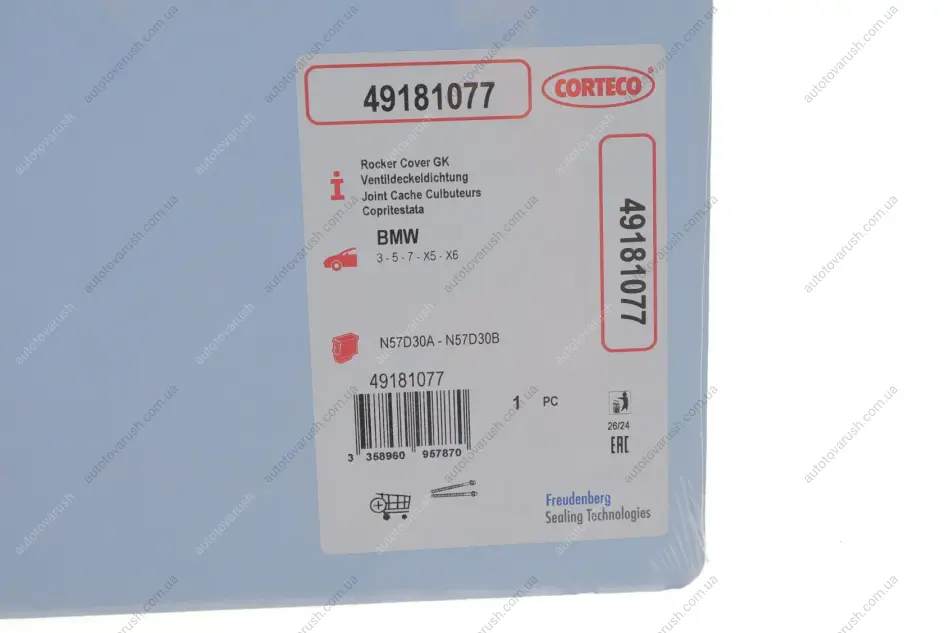 49181077
CORTECO
Rocker Cover GK
Ventildeckeldichtung
Joint Cache Culbuteurs
Copritestata
BMW
3 - 5 - 7 - X5 - X6
49181077
N57D30A - N57D30B
49181077
1 PC
3 358960 957870
26/24
EAC
Freudenberg
Sealing Technologies
autotovarush.com.ua